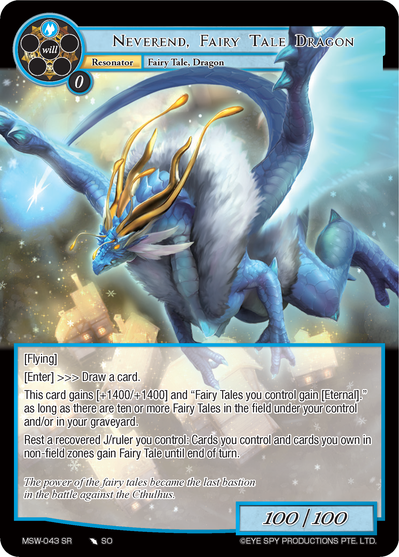 Neverend, Fairy Tale Dragon
will
Resonator
Fairy Tale, Dragon
0
[Flying]
[Enter] >>> Draw a card.
This card gains [+1400/+1400] and "Fairy Tales you control gain [Eternal]."
as long as there are ten or more Fairy Tales in the field under your control
and/or in your graveyard.
Rest a recovered J/ruler you control: Cards you control and cards you own in
non-field zones gain Fairy Tale until end of turn.
The power of the fairy tales became the last bastion
in the battle against the Cthulhus.
100 / 100
MSW-043 SR SO
©EYE SPY PRODUCTIONS PTE. LTD.